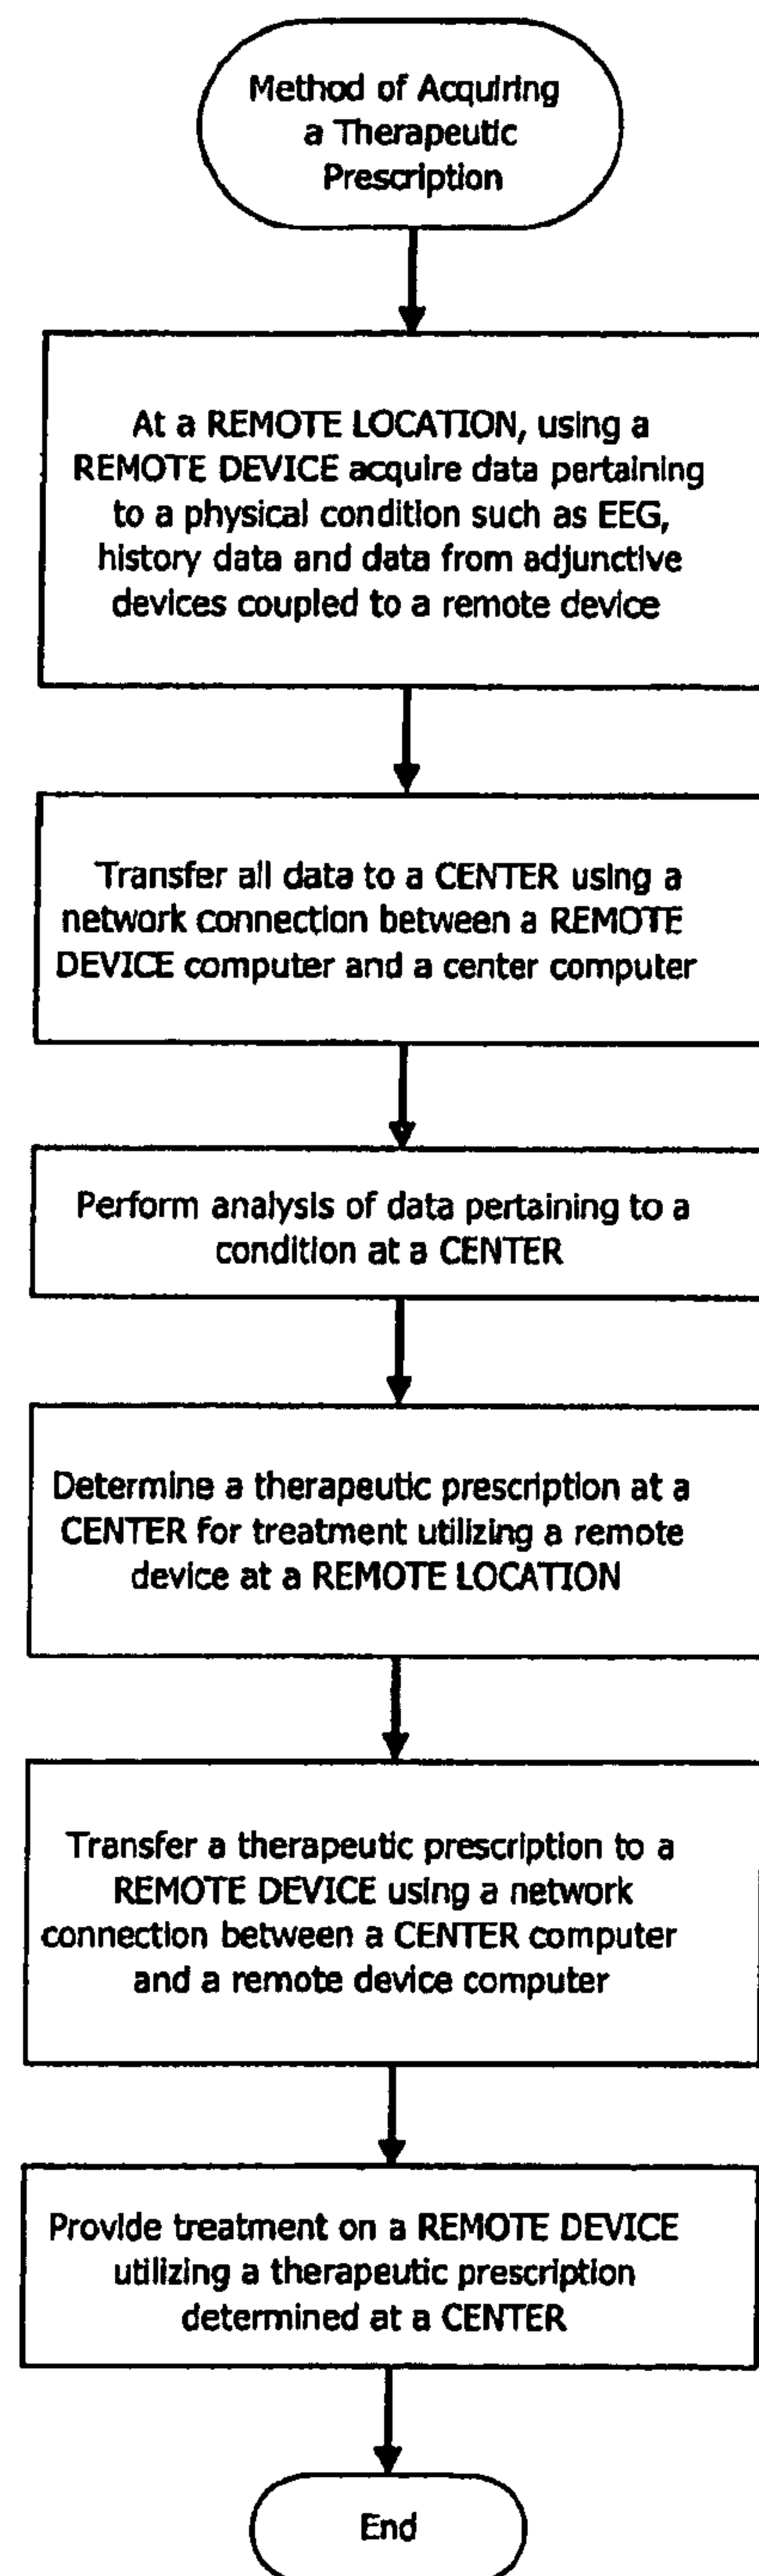 Method of Acquiring
a Therapeutic
Prescription
At a REMOTE LOCATION, using a
REMOTE DEVICE acquire data pertaining
to a physical condition such as EEG,
history data and data from adjunctive
devices coupled to a remote device
Transfer all data to a CENTER using a
network connection between a REMOTE
DEVICE computer and a center computer
Perform analysis of data pertaining to a
condition at a CENTER
Determine a therapeutic prescription at a
CENTER for treatment utilizing a remote
device at a REMOTE LOCATION
Transfer a therapeutic prescription to a
REMOTE DEVICE using a network
connection between a CENTER computer
and a remote device computer
Provide treatment on a REMOTE DEVICE
utilizing a therapeutic prescription
determined at a CENTER
End